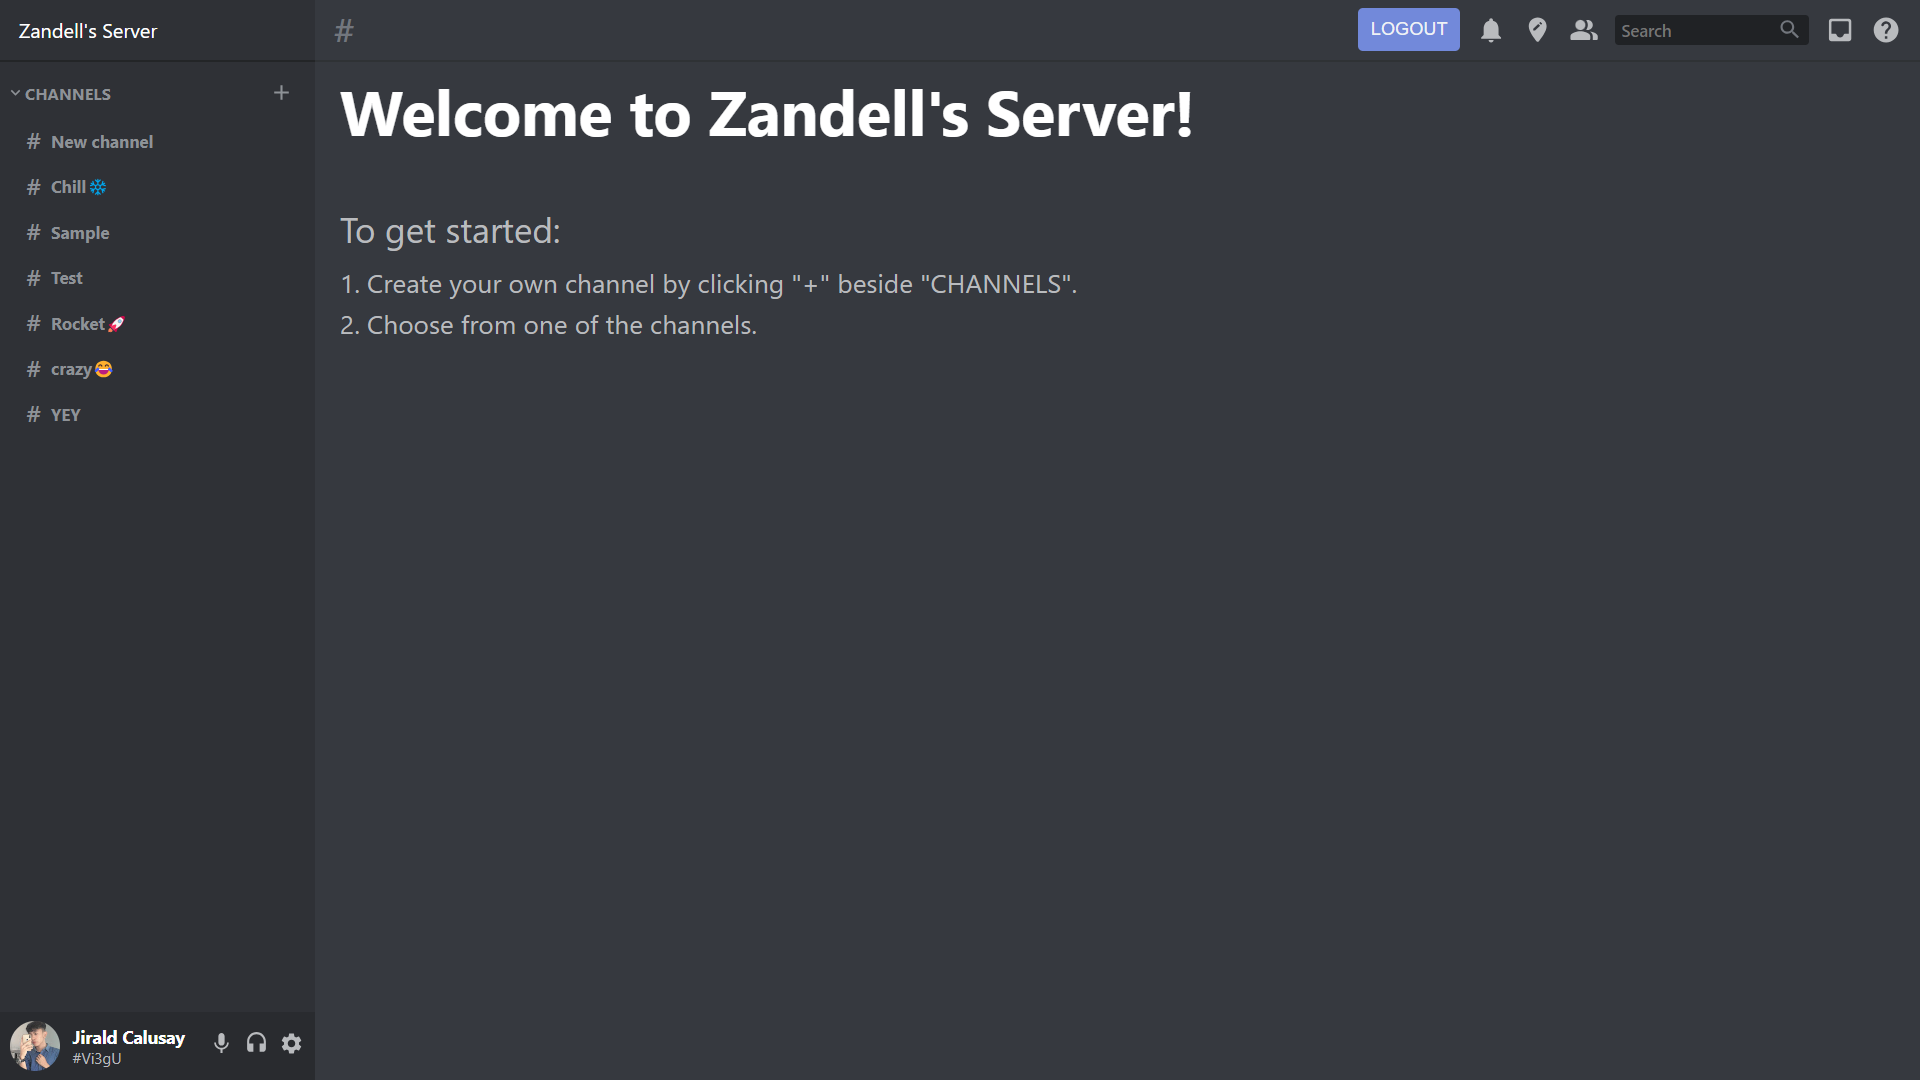 Zandell's Server
#
LOGOUT
Search
CHANNELS
# New channel
# Chill❄️
# Sample
# Test
# Rocket🚀
# crazy😂
# YEY
Welcome to Zandell's Server!
To get started:
1. Create your own channel by clicking "+" beside "CHANNELS".
2. Choose from one of the channels.
Jirald Calusay
#Vi3gU